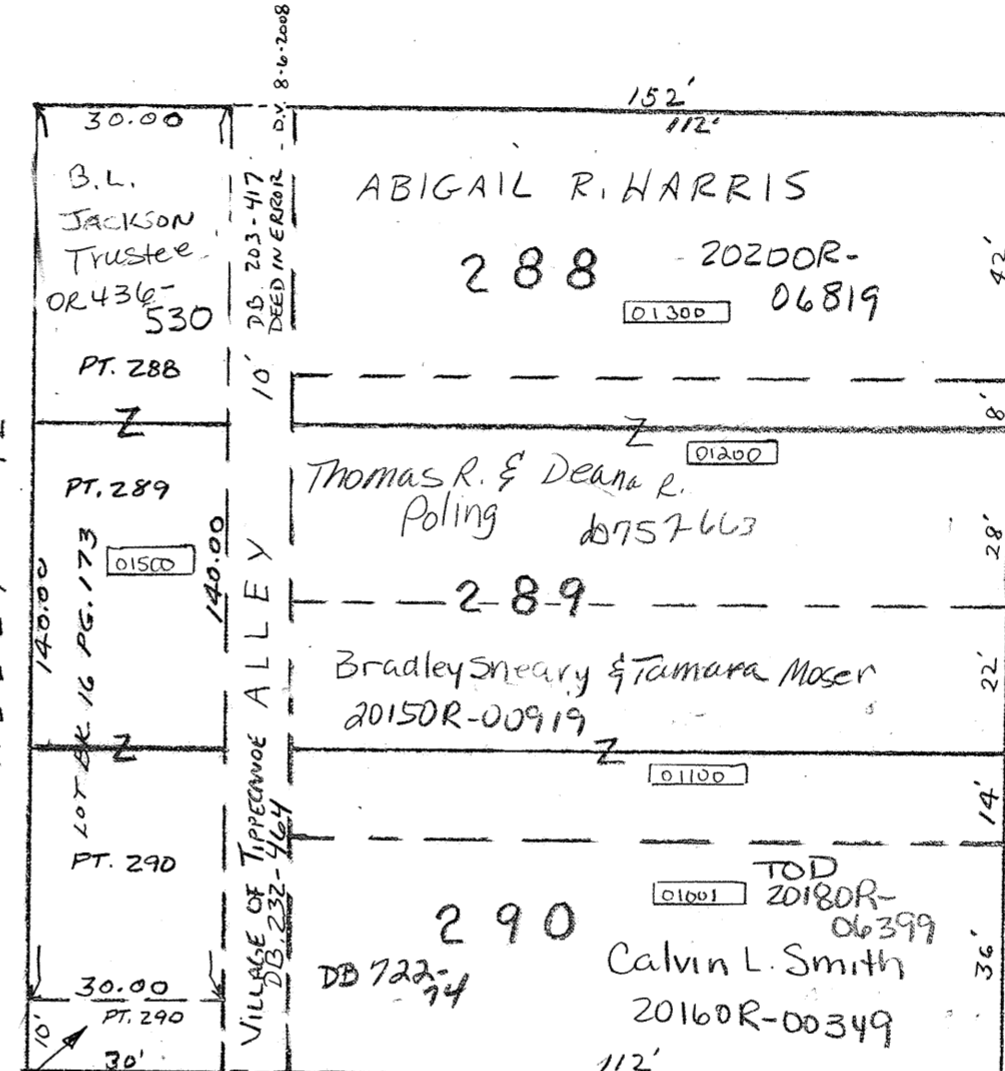 152'
112'
30.00
B.L.
Jackson
Trustee
OR 436-
530
PT. 288
Z
PT. 289
01500
140.00
140.00
LOT BK. 16 PG. 173
Z
PT. 290
30.00
PT. 290
10'
30'
DB. 203-417
DEED IN ERROR - D.V. 8-6-2008
10'
ALLEY
VILLAGE OF TIPPECANOE
DB. 232-464
ABIGAIL R. HARRIS
288
20200R-
06819
01300
42'
8'
Z
01200
Thomas R. & Deana R.
Poling
757-663
28'
289
Bradley Sneary & Tamara Moser
20150R-00919
22'
Z
01100
14'
TOD
01001
20180R-
06399
290
DB 722-
74
Calvin L. Smith
20160R-00349
36'
112'